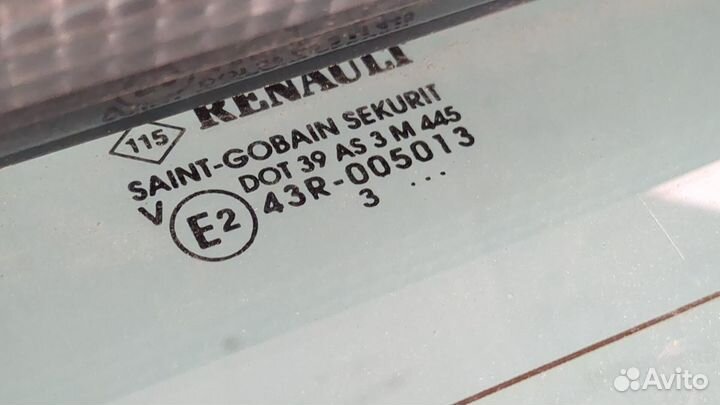 RENAULT
115
SAINT-GOBAIN SEKURIT
DOT 39 AS 3 M 445
V E2 43R-005013
3 ...
Avito